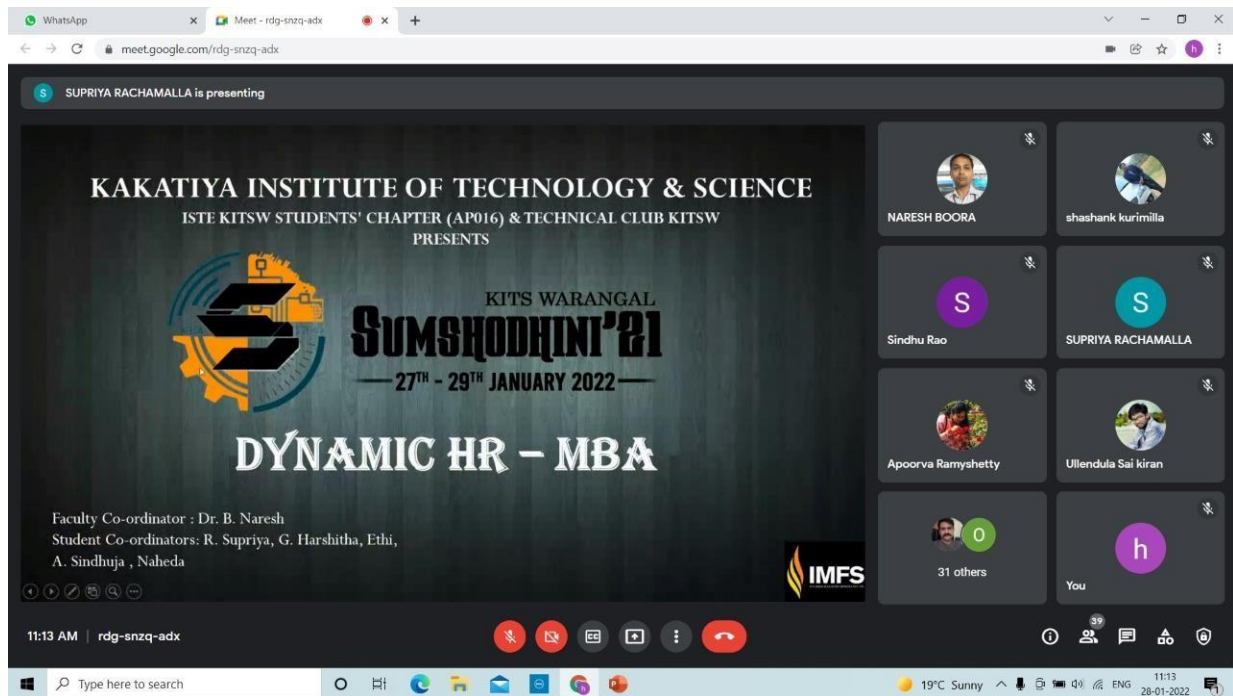 WhatsApp
Meet - rdg-snzq-adx
meet.google.com/rdg-snzq-adx
h
S SUPRIYA RACHAMALLA is presenting
KAKATIYA INSTITUTE OF TECHNOLOGY & SCIENCE
ISTE KITSW STUDENTS' CHAPTER (AP016) & TECHNICAL CLUB KITSW
PRESENTS
KITS WARANGAL
SUMSHODHINI'21
27TH - 29TH JANUARY 2022
DYNAMIC HR – MBA
Faculty Co-ordinator : Dr. B. Naresh
Student Co-ordinators: R. Supriya, G. Harshitha, Ethi,
A. Sindhuja , Naheda
IMFS
NARESH BOORA
shashank kurimilla
S
Sindhu Rao
S
SUPRIYA RACHAMALLA
Apoorva Ramyshetty
Ullendula Sai kiran
O
31 others
h
You
11:13 AM | rdg-snzq-adx
CC
39
Type here to search
19°C Sunny
ENG
11:13
28-01-2022